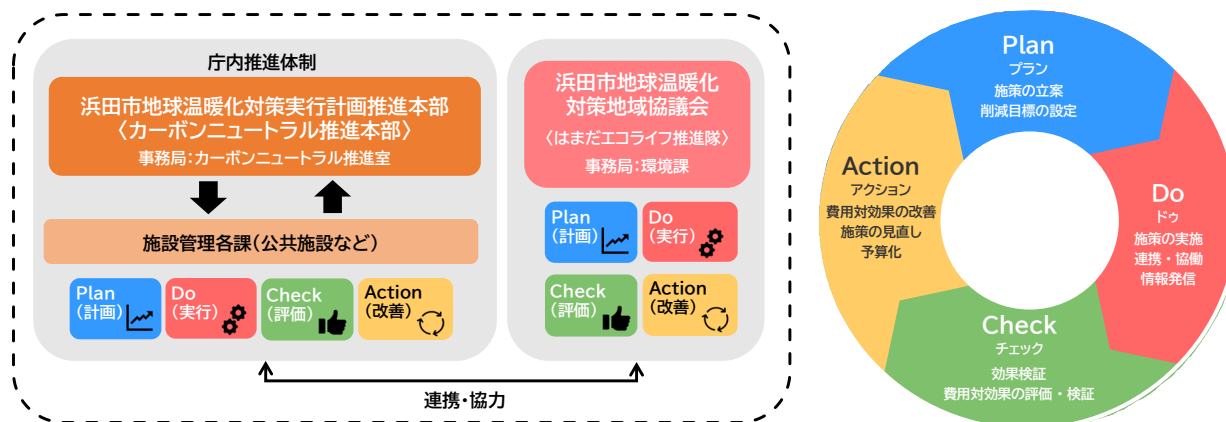 庁内推進体制
浜田市地球温暖化対策実行計画推進本部
〈カーボンニュートラル推進本部〉
事務局：カーボンニュートラル推進室
施設管理各課（公共施設など）
Plan
（計画）
Do
（実行）
Check
（評価）
Action
（改善）
浜田市地球温暖化
対策地域協議会
〈はまだエコライフ推進隊〉
事務局：環境課
Plan
（計画）
Do
（実行）
Check
（評価）
Action
（改善）
連携・協力
Plan
プラン
施策の立案
削減目標の設定
Do
ドゥ
施策の実施
連携・協働
情報発信
Check
チェック
効果検証
費用対効果の評価・検証
Action
アクション
費用対効果の改善
施策の見直し
予算化